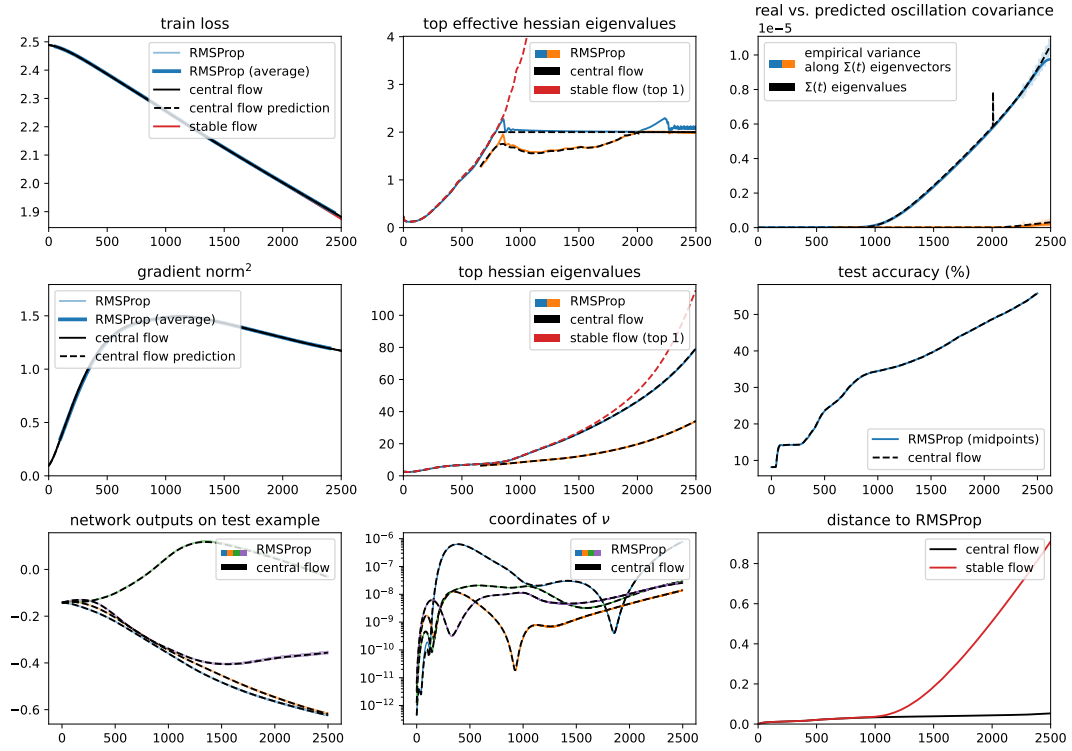 train loss
2.5
2.4
2.3
2.2
2.1
2.0
1.9
0 500 1000 1500 2000 2500
RMSProp
RMSProp (average)
central flow
central flow prediction
stable flow
top effective hessian eigenvalues
4
3
2
1
0
0 500 1000 1500 2000 2500
RMSProp
central flow
stable flow (top 1)
real vs. predicted oscillation covariance
1e−5
1.0
0.8
0.6
0.4
0.2
0.0
0 500 1000 1500 2000 2500
empirical variance
along Σ(t) eigenvectors
Σ(t) eigenvalues
gradient norm²
1.5
1.0
0.5
0.0
0 500 1000 1500 2000 2500
RMSProp
RMSProp (average)
central flow
central flow prediction
top hessian eigenvalues
100
80
60
40
20
0
0 500 1000 1500 2000 2500
RMSProp
central flow
stable flow (top 1)
test accuracy (%)
50
40
30
20
10
0 500 1000 1500 2000 2500
RMSProp (midpoints)
central flow
network outputs on test example
0.0
−0.2
−0.4
−0.6
0 500 1000 1500 2000 2500
RMSProp
central flow
coordinates of ν
10⁻⁶
10⁻⁷
10⁻⁸
10⁻⁹
10⁻¹⁰
10⁻¹¹
10⁻¹²
0 500 1000 1500 2000 2500
RMSProp
central flow
distance to RMSProp
0.8
0.6
0.4
0.2
0.0
0 500 1000 1500 2000 2500
central flow
stable flow